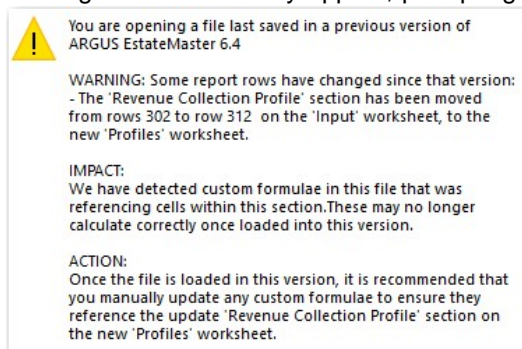 You are opening a file last saved in a previous version of
ARGUS EstateMaster 6.4
WARNING: Some report rows have changed since that version:
- The 'Revenue Collection Profile' section has been moved
from rows 302 to row 312 on the 'Input' worksheet, to the
new 'Profiles' worksheet.
IMPACT:
We have detected custom formulae in this file that was
referencing cells within this section.These may no longer
calculate correctly once loaded into this version.
ACTION:
Once the file is loaded in this version, it is recommended that
you manually update any custom formulae to ensure they
reference the update 'Revenue Collection Profile' section on
the new 'Profiles' worksheet.